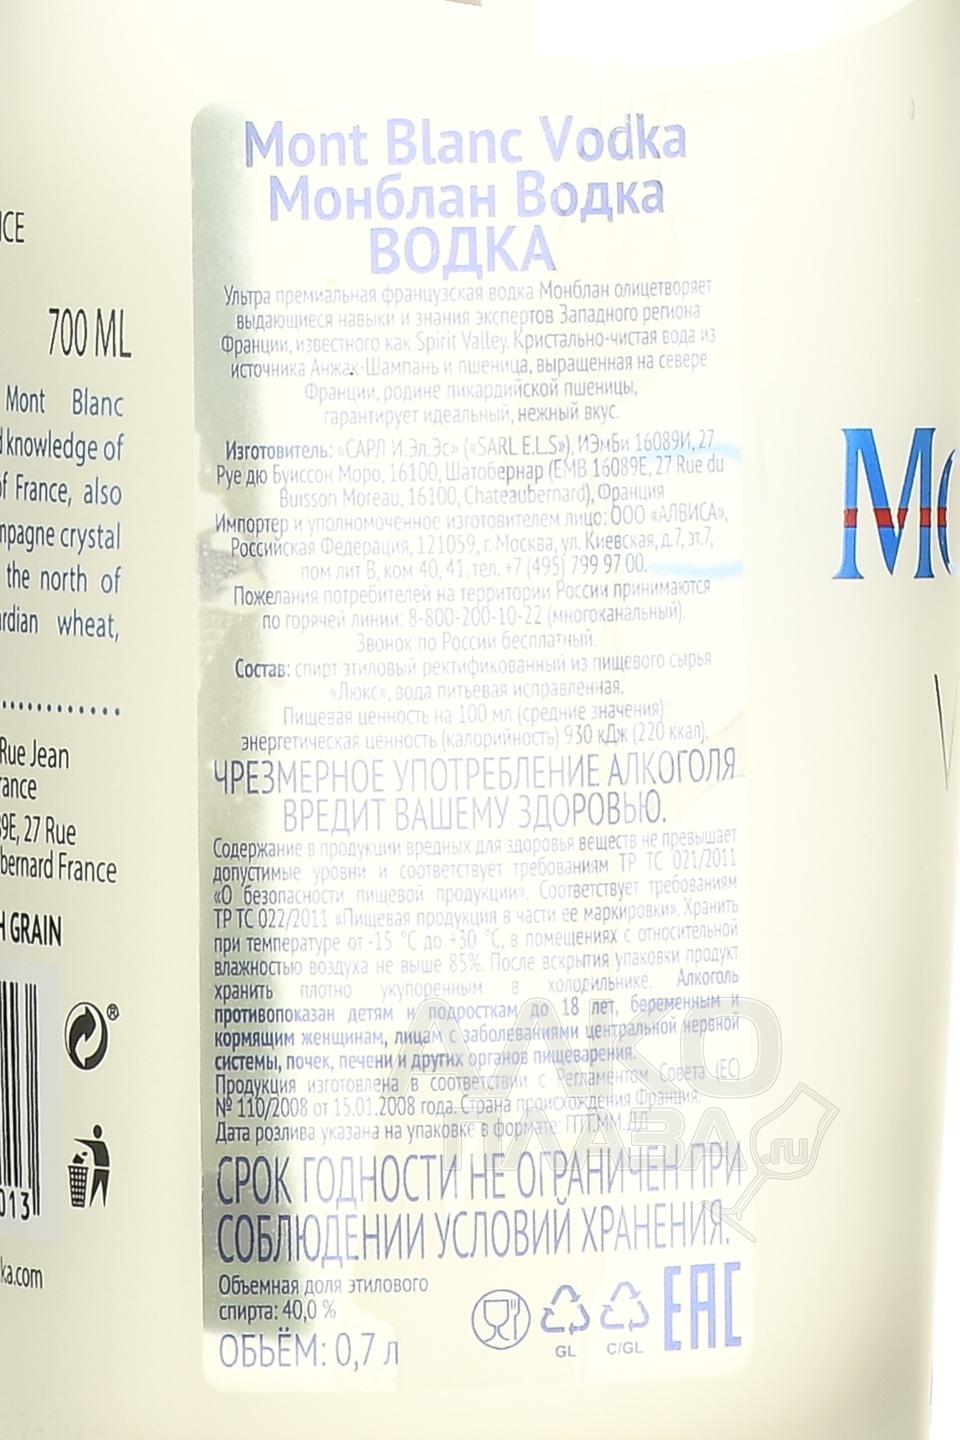 Mont Blanc Vodka
Монблан Водка
ВОДКА
Ультра премиальная французская водка Монблан олицетворяет
выдающиеся навыки и знания экспертов Западного региона
Франции, известного как Spirit Valley. Кристально-чистая вода из
источника Анжак-Шампань и пшеница, выращенная на севере
Франции, родине пикардийской пшеницы,
гарантирует идеальный, нежный вкус.
Изготовитель: «САРЛ И.Эл.Эс» («SARL E.L.S»), ИЭмБи 16089И, 27
Руе дю Буиссон Моро, 16100, Шатобернар (EMB 16089E, 27 Rue du
Buisson Moreau, 16100, Chateaubernard), Франция
Импортер и уполномоченное изготовителем лицо: ООО «АЛВИСА»,
Российская Федерация, 121059, г. Москва, ул. Киевская, д.7, эт.7,
пом лит В, ком 40, 41. тел. +7 (495) 799 97 00.
Пожелания потребителей на территории России принимаются
по горячей линии: 8-800-200-10-22 (многоканальный).
Звонок по России бесплатный.
Состав: спирт этиловый ректификованный из пищевого сырья
«Люкс», вода питьевая исправленная.
Пищевая ценность на 100 мл (средние значения):
энергетическая ценность (калорийность) 930 кДж (220 ккал).
ЧРЕЗМЕРНОЕ УПОТРЕБЛЕНИЕ АЛКОГОЛЯ
ВРЕДИТ ВАШЕМУ ЗДОРОВЬЮ.
Содержание в продукции вредных для здоровья веществ не превышает
допустимые уровни и соответствует требованиям ТР ТС 021/2011
«О безопасности пищевой продукции». Соответствует требованиям
ТР ТС 022/2011 «Пищевая продукция в части ее маркировки». Хранить
при температуре от -15 °С до +30 °С, в помещениях с относительной
влажностью воздуха не выше 85%. После вскрытия упаковки продукт
хранить плотно укупоренным в холодильнике. Алкоголь
противопоказан детям и подросткам до 18 лет, беременным и
кормящим женщинам, лицам с заболеваниями центральной нервной
системы, почек, печени и других органов пищеварения.
Продукция изготовлена в соответствии с Регламентом Совета (ЕС)
№ 110/2008 от 15.01.2008 года. Страна происхождения Франция.
Дата розлива указана на упаковке в формате: ГГГГ.ММ.ДД
СРОК ГОДНОСТИ НЕ ОГРАНИЧЕН ПРИ
СОБЛЮДЕНИИ УСЛОВИЙ ХРАНЕНИЯ.
Объемная доля этилового
спирта: 40,0 %
ОБЪЁМ: 0,7 л
GL
C/GL
EAC
700 ML
Mont Blanc
knowledge of
of France, also
crystal
the north of
wheat,
Rue Jean
27 Rue
France
GRAIN
013
.com
АЛКО
ПЛАЗА.ru